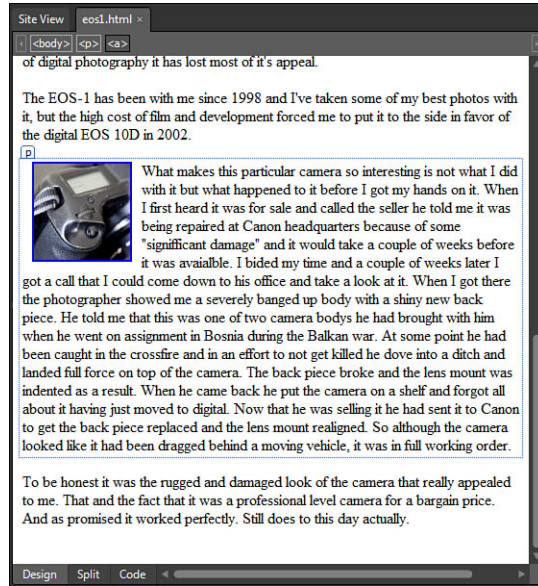 Site View eos1.html ×
<body> <p> <a>
of digital photography it has lost most of it's appeal.
The EOS-1 has been with me since 1998 and I've taken some of my best photos with
it, but the high cost of film and development forced me to put it to the side in favor of
the digital EOS 10D in 2002.
p
What makes this particular camera so interesting is not what I did
with it but what happened to it before I got my hands on it. When
I first heard it was for sale and called the seller he told me it was
being repaired at Canon headquarters because of some
"signifficant damage" and it would take a couple of weeks before
it was avaialble. I bided my time and a couple of weeks later I
got a call that I could come down to his office and take a look at it. When I got there
the photographer showed me a severely banged up body with a shiny new back
piece. He told me that this was one of two camera bodys he had brought with him
when he went on assignment in Bosnia during the Balkan war. At some point he had
been caught in the crossfire and in an effort to not get killed he dove into a ditch and
landed full force on top of the camera. The back piece broke and the lens mount was
indented as a result. When he came back he put the camera on a shelf and forgot all
about it having just moved to digital. Now that he was selling it he had sent it to Canon
to get the back piece replaced and the lens mount realigned. So although the camera
looked like it had been dragged behind a moving vehicle, it was in full working order.
To be honest it was the rugged and damaged look of the camera that really appealed
to me. That and the fact that it was a professional level camera for a bargain price.
And as promised it worked perfectly. Still does to this day actually.
Design Split Code